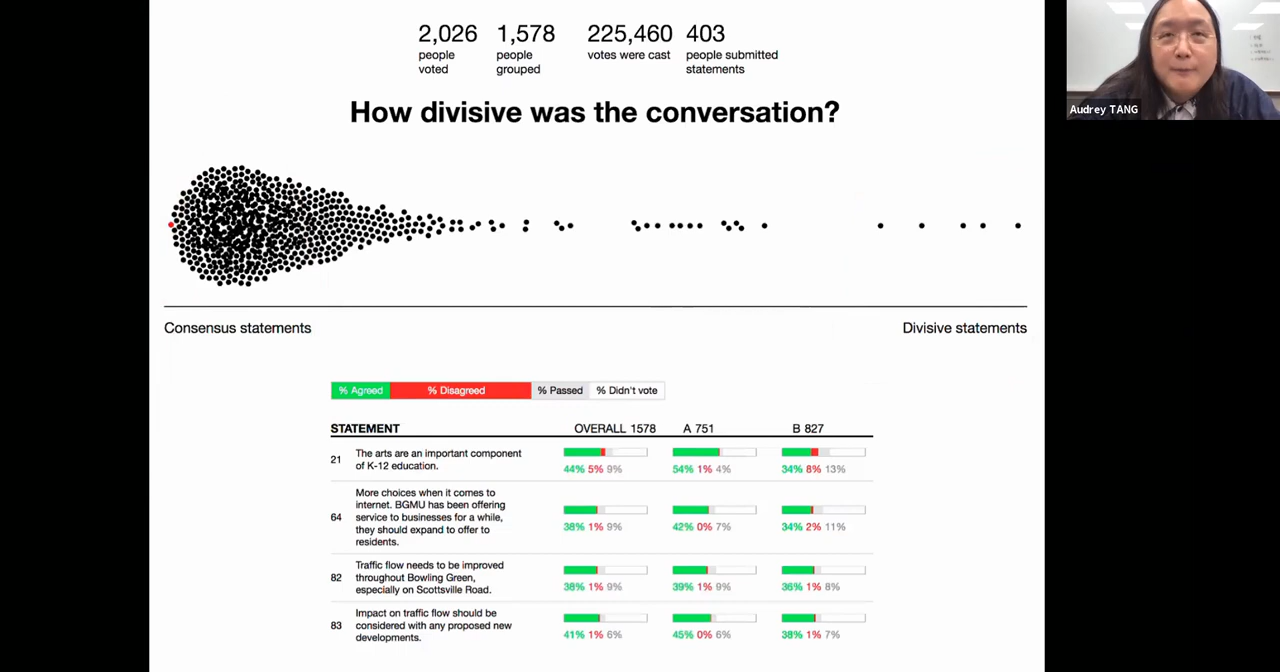 2,026 1,578 225,460 403
people voted
people grouped
votes were cast
people submitted statements
Audrey TANG
How divisive was the conversation?
Consensus statements
Divisive statements
% Agreed % Disagreed % Passed % Didn't vote
STATEMENT OVERALL 1578 A 751 B 827
21 The arts are an important component
of K-12 education.
44% 5% 9% 54% 1% 4% 34% 8% 13%
64 More choices when it comes to
internet. BGMU has been offering
service to businesses for a while,
they should expand to offer to
residents.
38% 1% 9% 42% 0% 7% 34% 2% 11%
82 Traffic flow needs to be improved
throughout Bowling Green,
especially on Scottsville Road.
38% 1% 9% 39% 1% 9% 36% 1% 8%
83 Impact on traffic flow should be
considered with any proposed new
developments.
41% 1% 6% 45% 0% 6% 38% 1% 7%